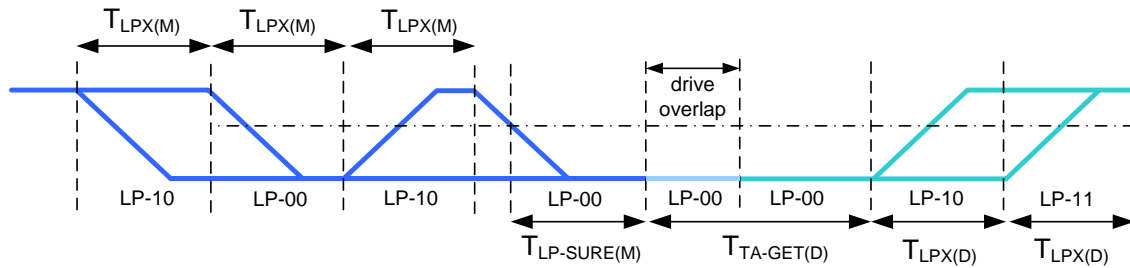 TLPX(M) TLPX(M) TLPX(M)
drive
overlap
LP-10 LP-00 LP-10 LP-00 LP-00 LP-00 LP-10 LP-11
TLP-SURE(M) TTA-GET(D) TLPX(D) TLPX(D)